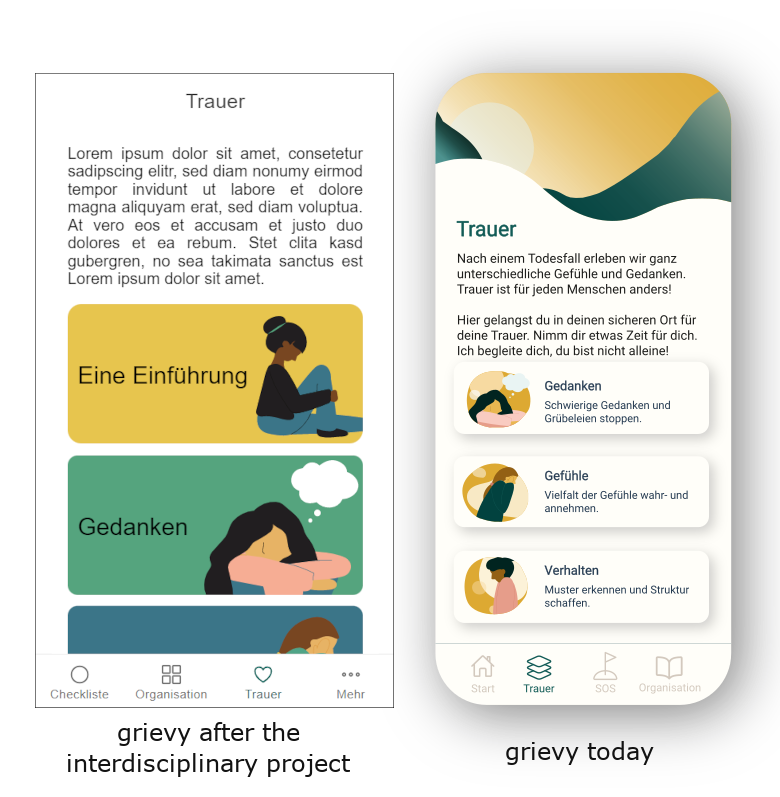 Trauer
Lorem ipsum dolor sit amet, consetetur
sadipscing elitr, sed diam nonumy eirmod
tempor invidunt ut labore et dolore
magna aliquyam erat, sed diam voluptua.
At vero eos et accusam et justo duo
dolores et ea rebum. Stet clita kasd
gubergren, no sea takimata sanctus est
Lorem ipsum dolor sit amet.
Eine Einführung
Gedanken
Checkliste
Organisation
Trauer
Mehr
grievy after the
interdisciplinary project
Trauer
Nach einem Todesfall erleben wir ganz
unterschiedliche Gefühle und Gedanken.
Trauer ist für jeden Menschen anders!
Hier gelangst du in deinen sicheren Ort für
deine Trauer. Nimm dir etwas Zeit für dich.
Ich begleite dich, du bist nicht alleine!
Gedanken
Schwierige Gedanken und
Grübeleien stoppen.
Gefühle
Vielfalt der Gefühle wahr- und
annehmen.
Verhalten
Muster erkennen und Struktur
schaffen.
Start
Trauer
SOS
Organisation
grievy today